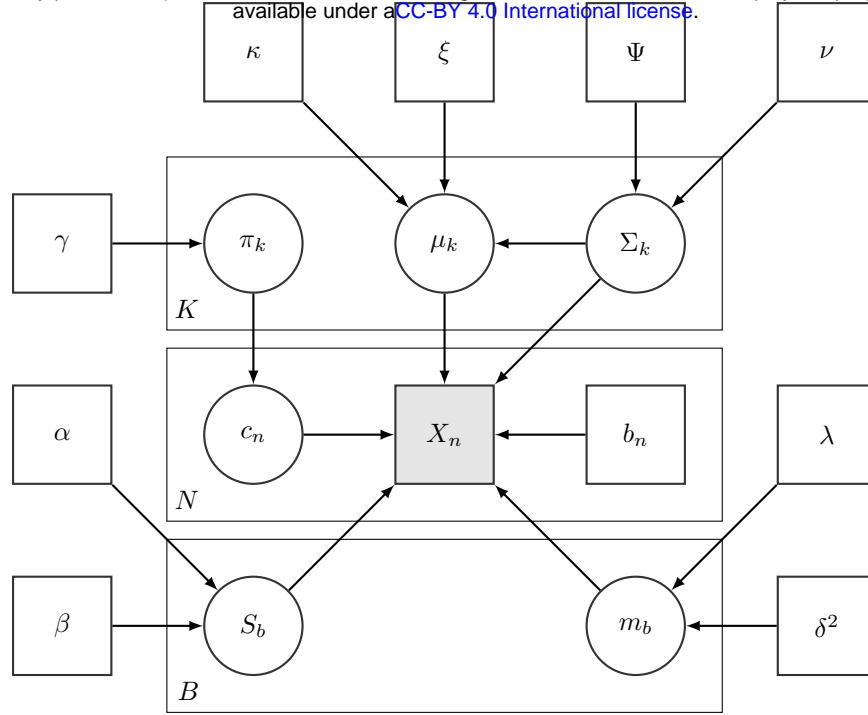 available under aCC-BY 4.0 International license.
κ ξ Ψ ν
γ π_k μ_k Σ_k
K
α c_n X_n b_n λ
N
β S_b m_b δ²
B